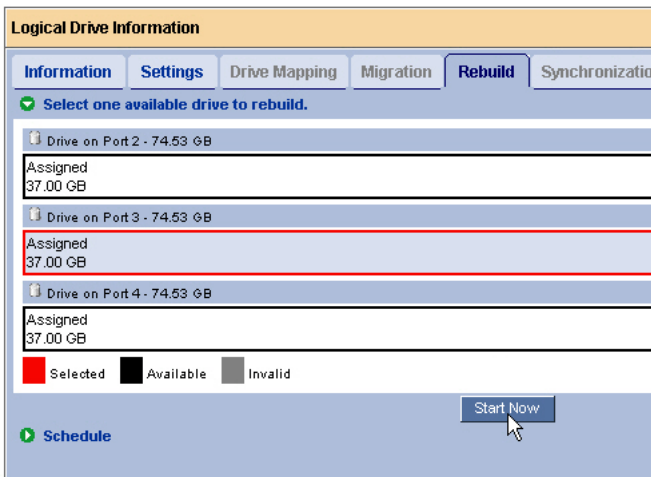 Logical Drive Information
Information Settings Drive Mapping Migration Rebuild Synchronizatio
Select one available drive to rebuild.
Drive on Port 2 - 74.53 GB
Assigned
37.00 GB
Drive on Port 3 - 74.53 GB
Assigned
37.00 GB
Drive on Port 4 - 74.53 GB
Assigned
37.00 GB
Selected Available Invalid
Start Now
Schedule